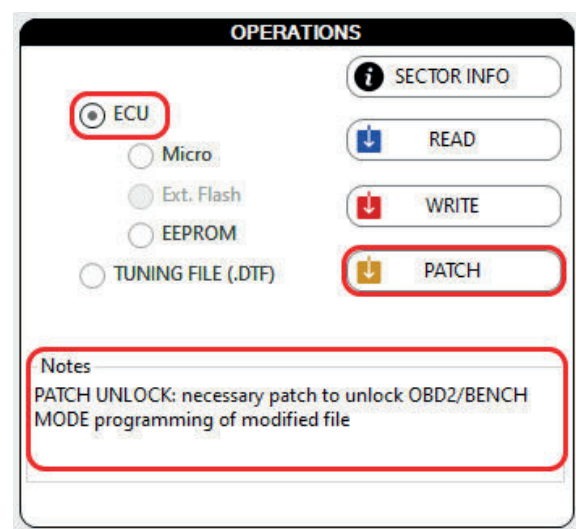 OPERATIONS
SECTOR INFO
ECU
READ
Micro
Ext. Flash
WRITE
EEPROM
TUNING FILE (.DTF)
PATCH
Notes
PATCH UNLOCK: necessary patch to unlock OBD2/BENCH
MODE programming of modified file